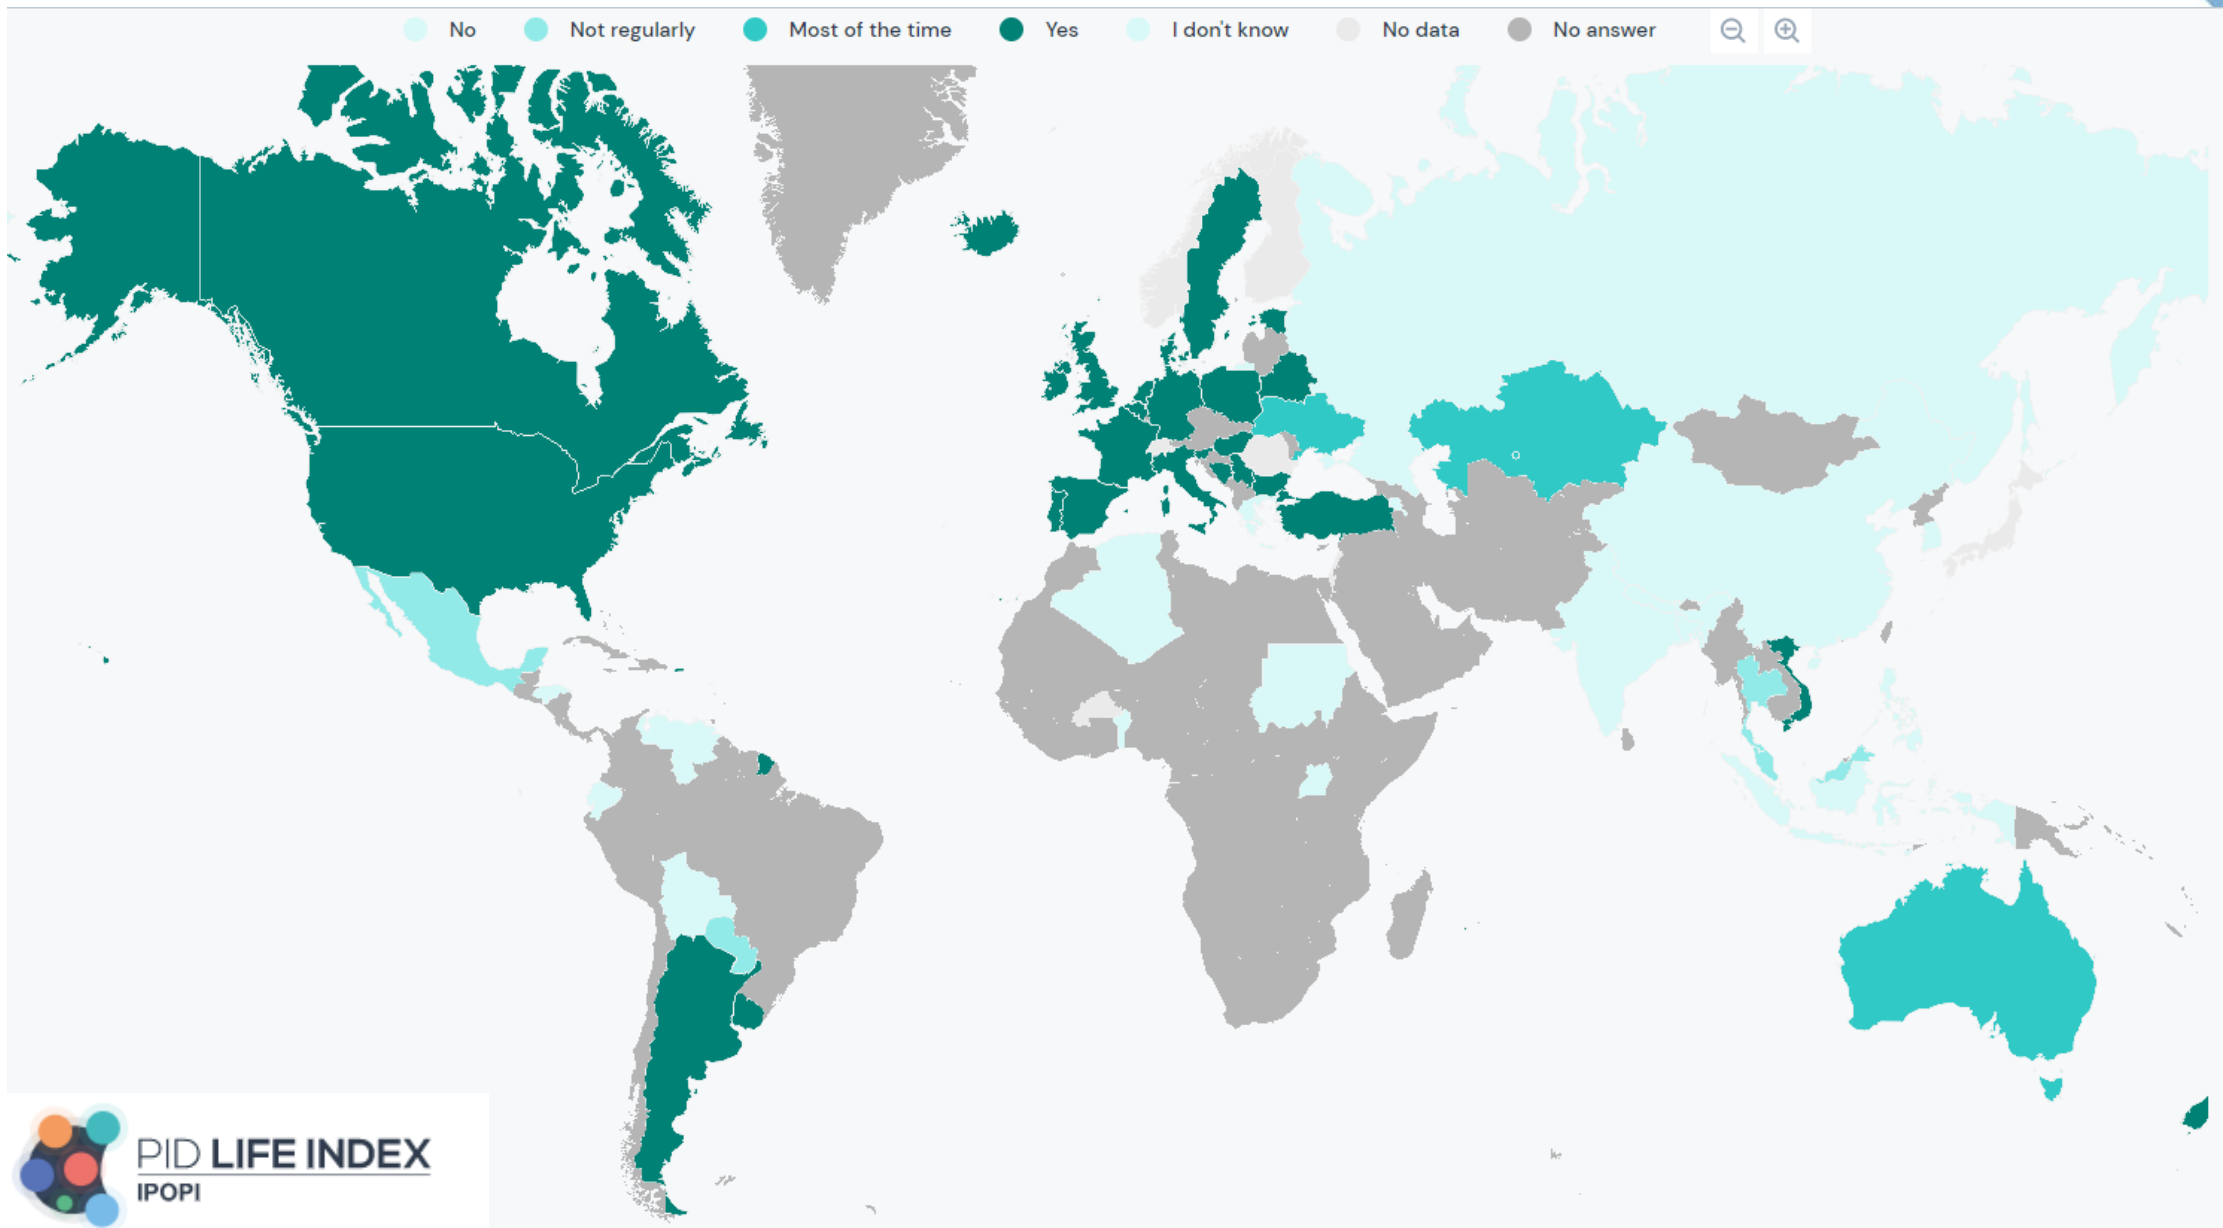 No Not regularly Most of the time Yes I don't know No data No answer
PID LIFE INDEX
IPOPI